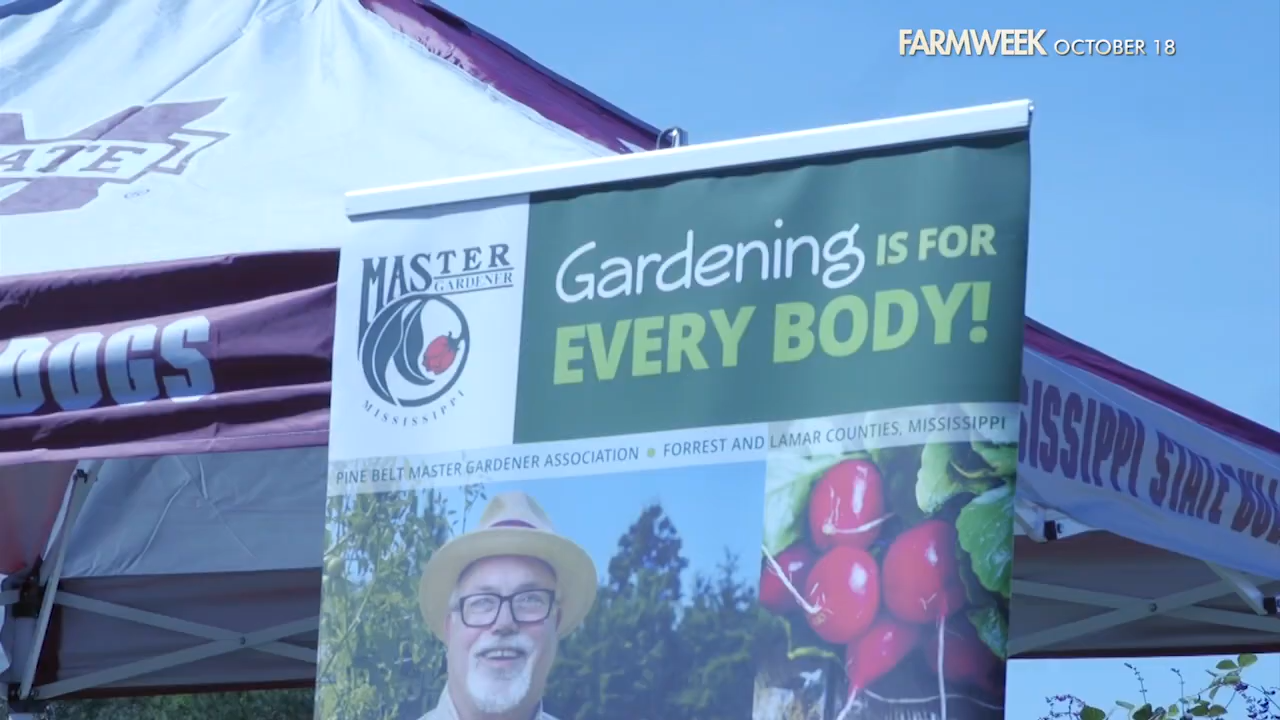 FARMWEEK OCTOBER 18
ATE
DOGS
MASTER
GARDENER
MISSISSIPPI
Gardening IS FOR
EVERY BODY!
PINE BELT MASTER GARDENER ASSOCIATION • FORREST AND LAMAR COUNTIES, MISSISSIPPI
SISSIPPI STATE BUL